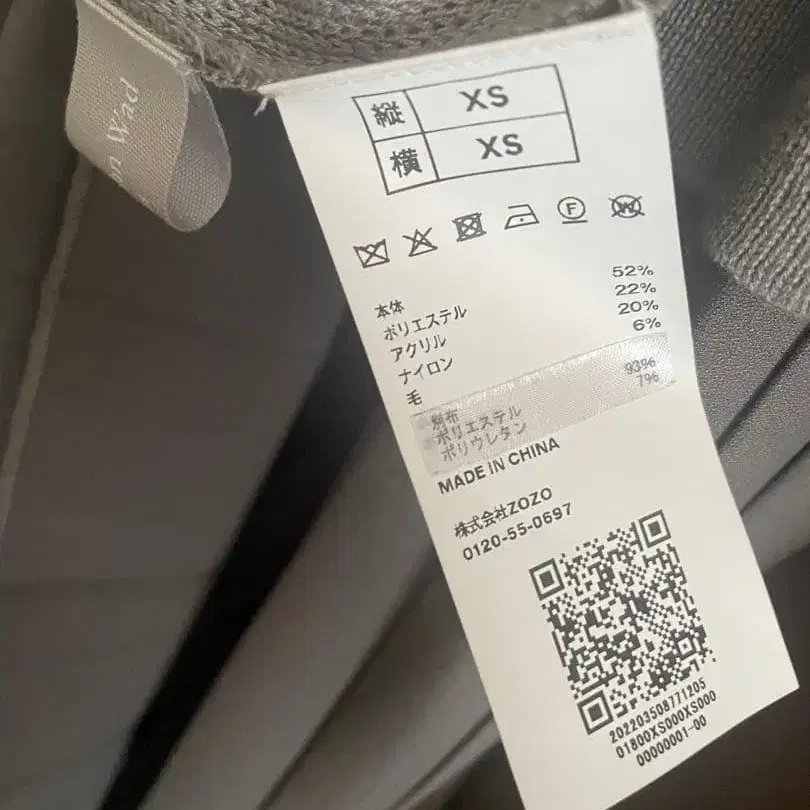 on Wad
縦 XS
横 XS
F W
本体
ポリエステル 52%
アクリル 22%
ナイロン 20%
毛 6%
別布
ポリエステル 93%
ポリウレタン 7%
MADE IN CHINA
株式会社ZOZO
0120-55-0697
202203508771205
01800XS000XS000
00000001-00